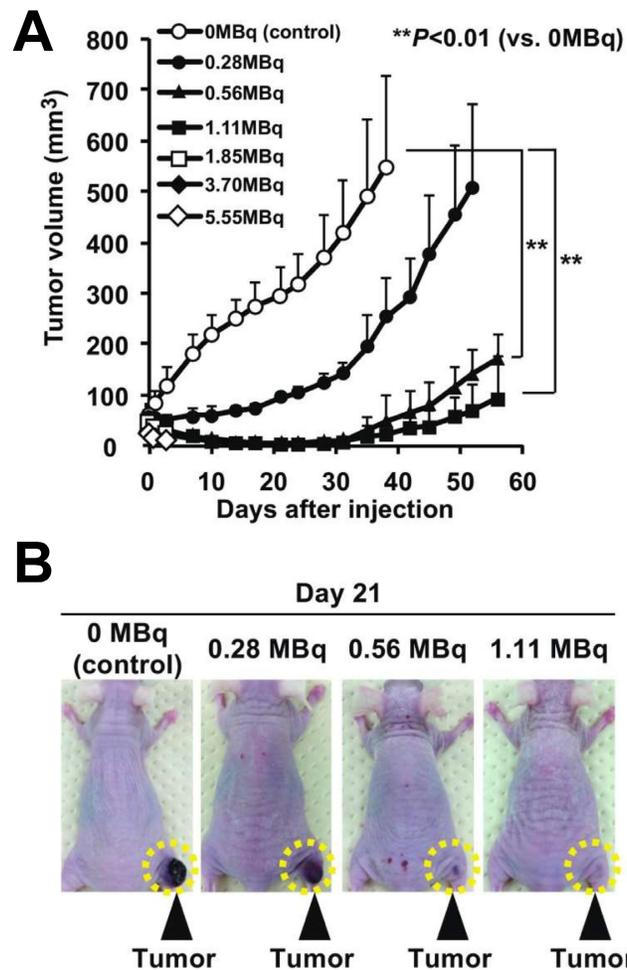 A
Tumor volume (mm³)
800
700
600
500
400
300
200
100
0
0MBq (control)
0.28MBq
0.56MBq
1.11MBq
1.85MBq
3.70MBq
5.55MBq
**P<0.01 (vs. 0MBq)
**
**
0 10 20 30 40 50 60
Days after injection
B
Day 21
0 MBq
(control)
0.28 MBq
0.56 MBq
1.11 MBq
Tumor
Tumor
Tumor
Tumor